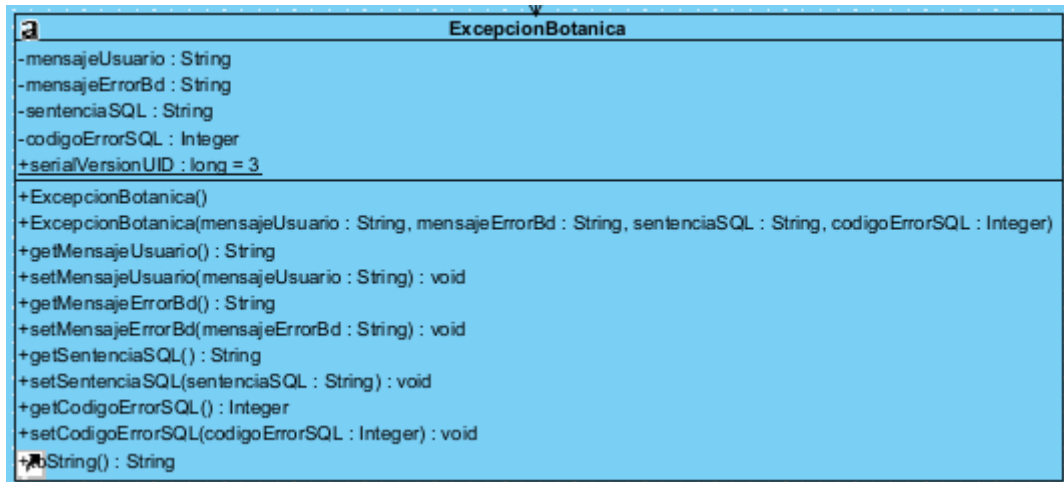 a
ExcepcionBotanica
-mensajeUsuario : String
-mensajeErrorBd : String
-sentenciaSQL : String
-codigoErrorSQL : Integer
+serialVersionUID : long = 3
+ExcepcionBotanica()
+ExcepcionBotanica(mensajeUsuario : String, mensajeErrorBd : String, sentenciaSQL : String, codigoErrorSQL : Integer)
+getMensajeUsuario() : String
+setMensajeUsuario(mensajeUsuario : String) : void
+getMensajeErrorBd() : String
+setMensajeErrorBd(mensajeErrorBd : String) : void
+getSentenciaSQL() : String
+setSentenciaSQL(sentenciaSQL : String) : void
+getCodigoErrorSQL() : Integer
+setCodigoErrorSQL(codigoErrorSQL : Integer) : void
+toString() : String